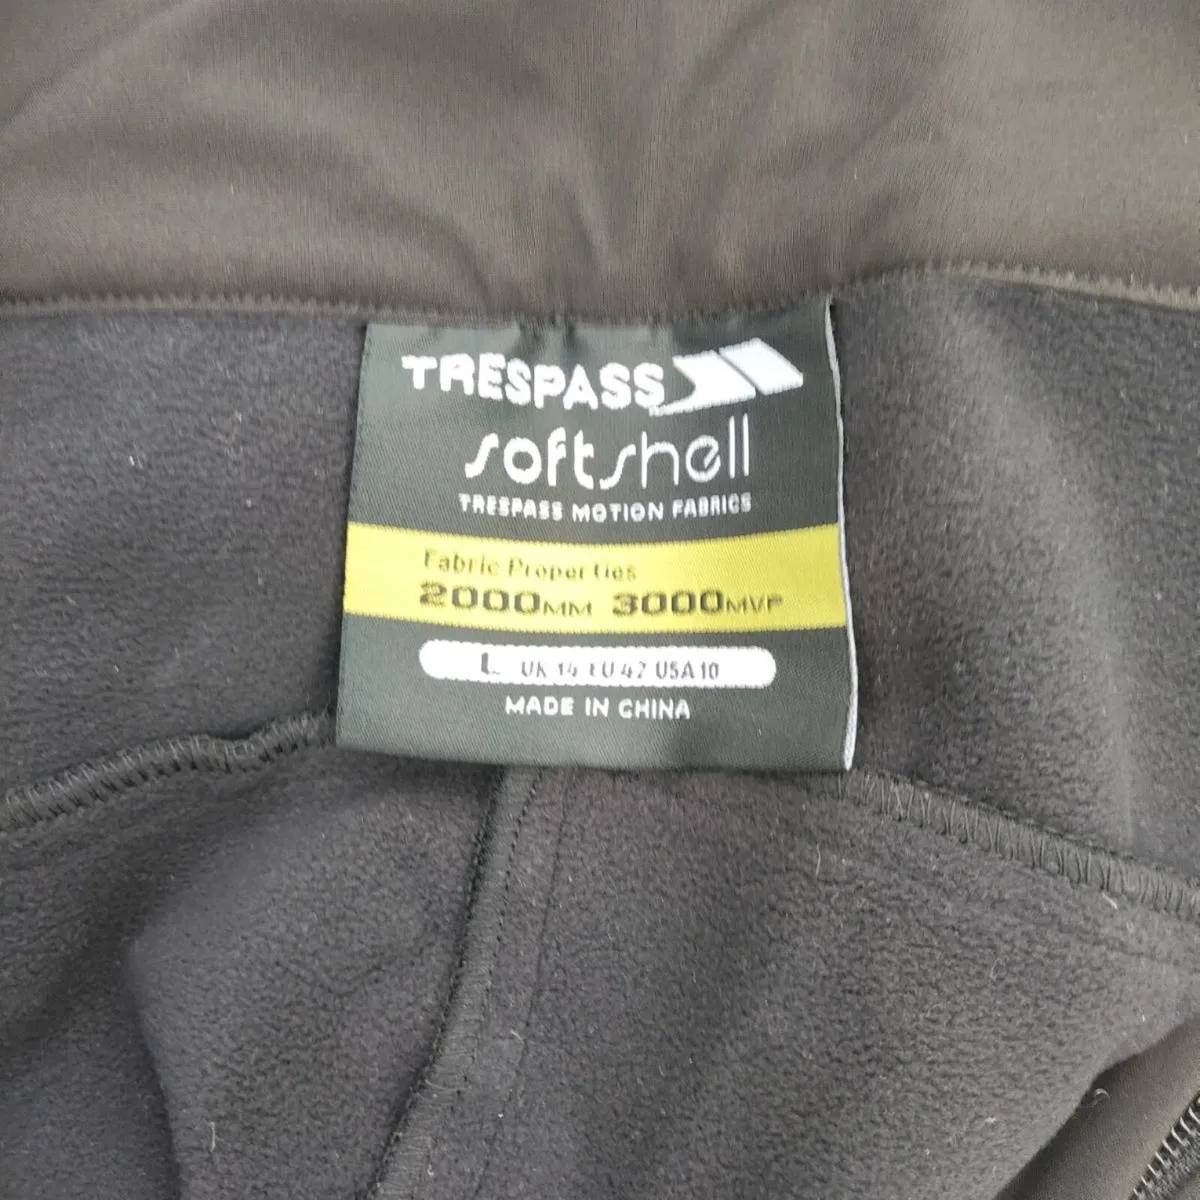 TRESPASS
softshell
TRESPASS MOTION FABRICS
Fabric Properties
2000MM 3000MVP
L UK 14 EU 42 USA 10
MADE IN CHINA